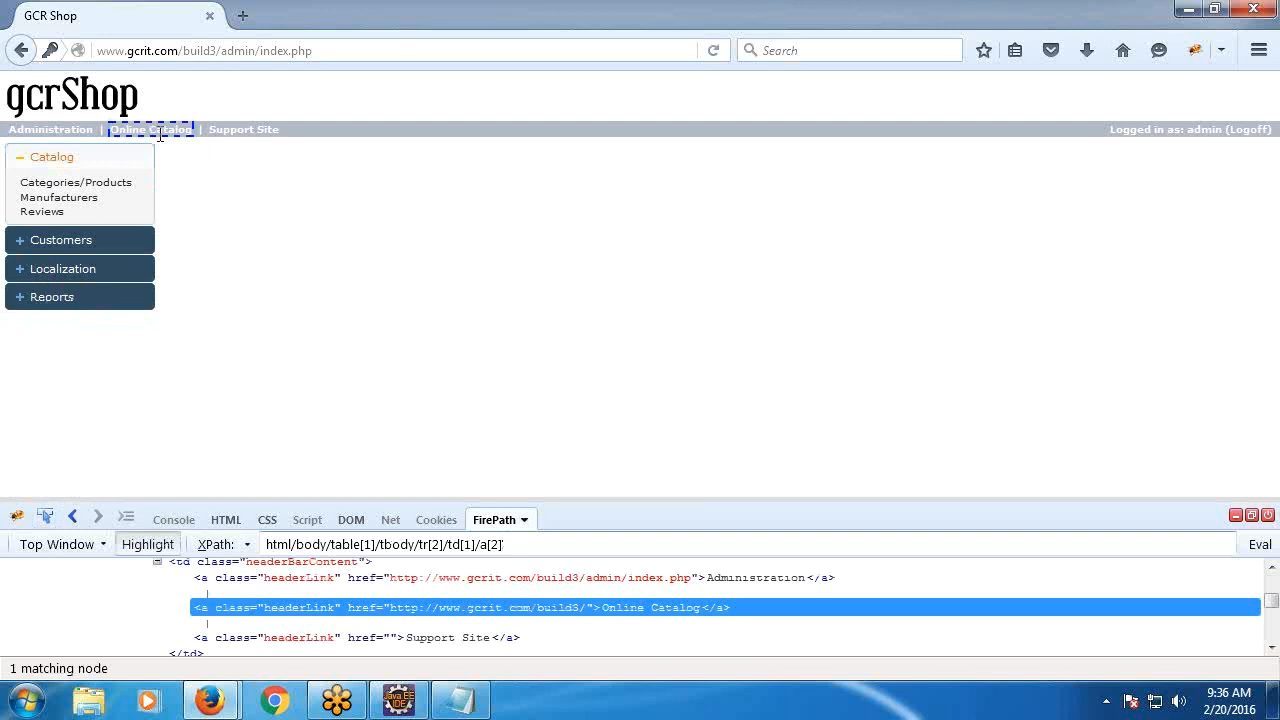 GCR Shop
www.gcrit.com/build3/admin/index.php
Search
gcrShop
Administration | Online Catalog | Support Site
Logged in as: admin (Logoff)
Catalog
Categories/Products
Manufacturers
Reviews
Customers
Localization
Reports
Console HTML CSS Script DOM Net Cookies FirePath
Top Window Highlight XPath: html/body/table[1]/tbody/tr[2]/td[1]/a[2] Eval
<td class="headerBarContent">
<a class="headerLink" href="http://www.gcrit.com/build3/admin/index.php">Administration</a>
|
<a class="headerLink" href="http://www.gcrit.com/build3/">Online Catalog</a>
|
<a class="headerLink" href="">Support Site</a>
</td>
1 matching node
Java EE
IDE
9:36 AM
2/20/2016